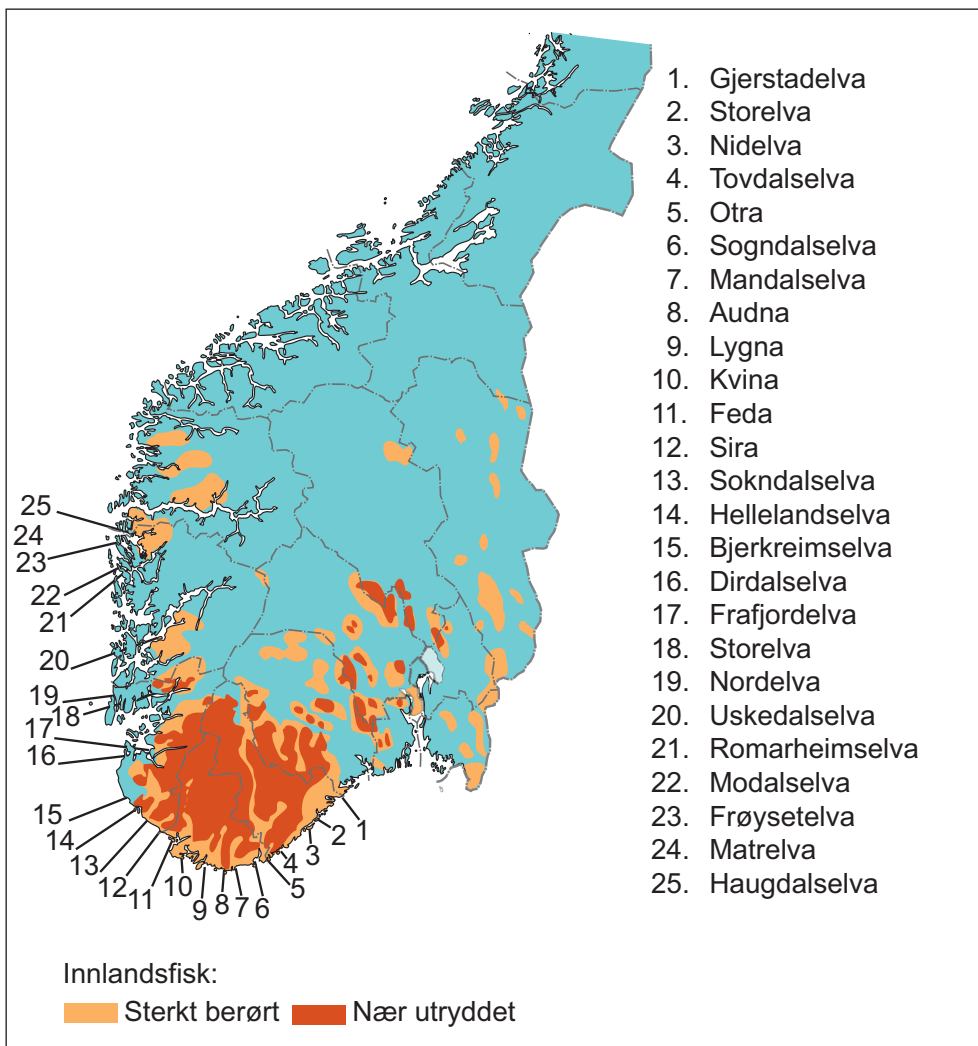 1. Gjerstadelva
2. Storelva
3. Nidelva
4. Tovdalselva
5. Otra
6. Sogndalselva
7. Mandalselva
8. Audna
9. Lygna
10. Kvina
11. Feda
12. Sira
13. Sokndalselva
14. Hellelandselva
15. Bjerkreimselva
16. Dirdalselva
17. Frafjordelva
18. Storelva
19. Nordelva
20. Uskedalselva
21. Romarheimselva
22. Modalselva
23. Frøysetelva
24. Matrelva
25. Haugdalselva
25
24
23
22
21
20
19
18
17
16
15
14
13
12
11
10
9
8
7
6
5
4
3
2
1
Innlandsfisk:
Sterkt berørt Nær utryddet